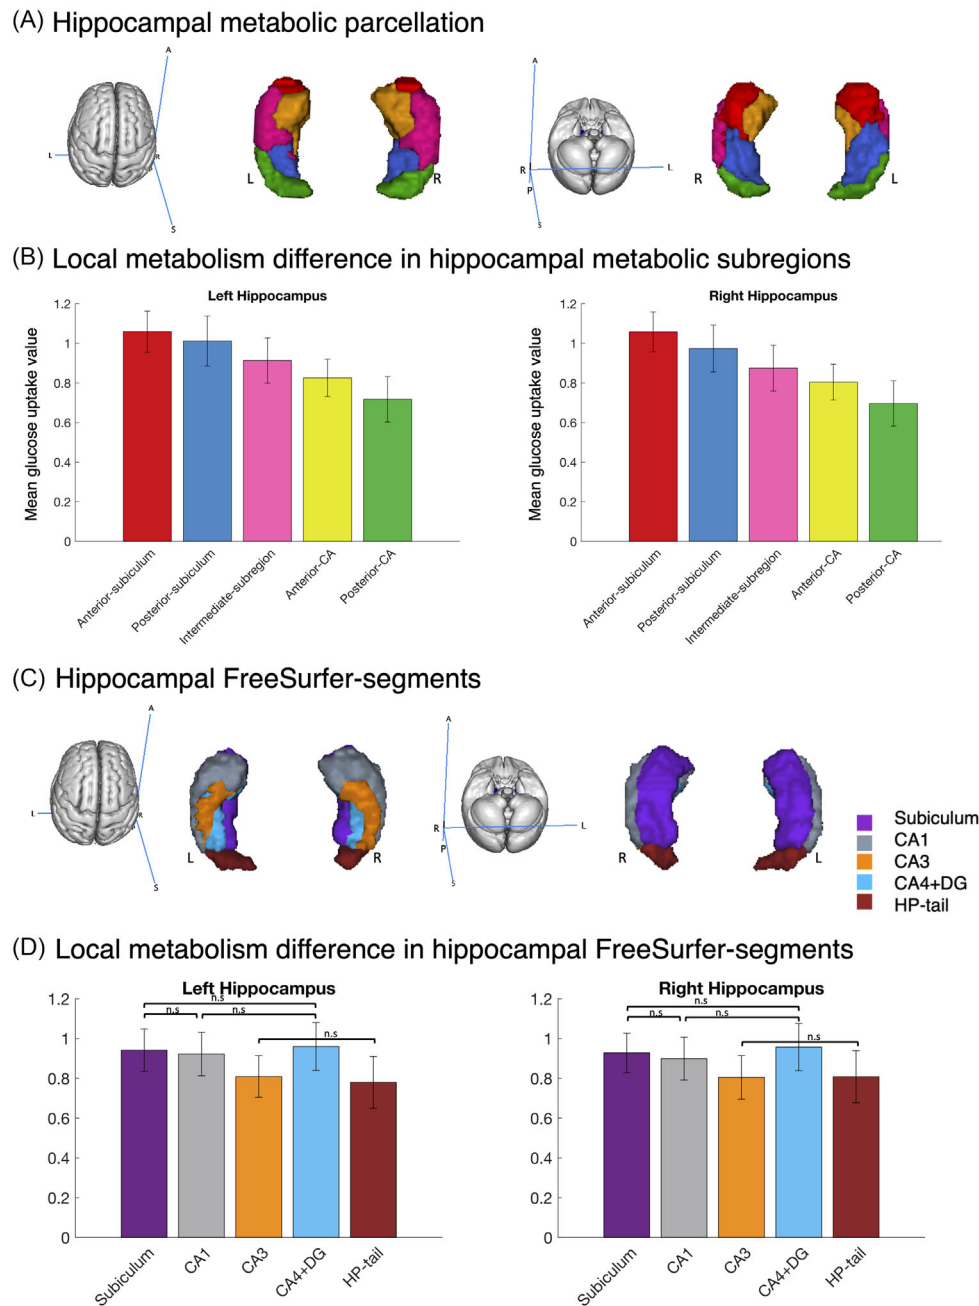 (A) Hippocampal metabolic parcellation
A
L
R
P
S
L
R
A
R
P
L
S
R
L
(B) Local metabolism difference in hippocampal metabolic subregions
Left Hippocampus
Mean glucose uptake value
1.2
1
0.8
0.6
0.4
0.2
0
Anterior-subiculum
Posterior-subiculum
Intermediate-subregion
Anterior-CA
Posterior-CA
Right Hippocampus
Mean glucose uptake value
1.2
1
0.8
0.6
0.4
0.2
0
Anterior-subiculum
Posterior-subiculum
Intermediate-subregion
Anterior-CA
Posterior-CA
(C) Hippocampal FreeSurfer-segments
A
L
R
P
S
L
R
A
R
P
L
S
R
L
Subiculum
CA1
CA3
CA4+DG
HP-tail
(D) Local metabolism difference in hippocampal FreeSurfer-segments
Left Hippocampus
n.s
n.s
n.s
n.s
1.2
1
0.8
0.6
0.4
0.2
0
Subiculum
CA1
CA3
CA4+DG
HP-tail
Right Hippocampus
n.s
n.s
n.s
n.s
1.2
1
0.8
0.6
0.4
0.2
0
Subiculum
CA1
CA3
CA4+DG
HP-tail